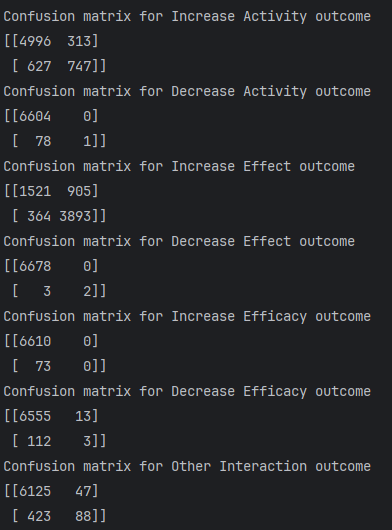 Confusion matrix for Increase Activity outcome
[[4996  313]
 [ 627  747]]
Confusion matrix for Decrease Activity outcome
[[6604    0]
 [  78    1]]
Confusion matrix for Increase Effect outcome
[[1521  905]
 [ 364 3893]]
Confusion matrix for Decrease Effect outcome
[[6678    0]
 [   3    2]]
Confusion matrix for Increase Efficacy outcome
[[6610    0]
 [  73    0]]
Confusion matrix for Decrease Efficacy outcome
[[6555   13]
 [ 112    3]]
Confusion matrix for Other Interaction outcome
[[6125   47]
 [ 423   88]]